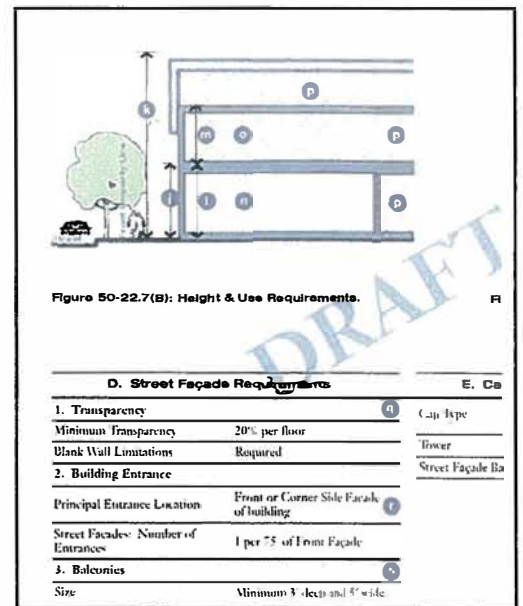 k
p
m o p
j l n p
Figure 50-22.7(B): Height & Use Requirements.
DRAFT
D. Street Façade Requirements
E. Ca
1. Transparency q
Cap Type
Minimum Transparency 20% per floor
Tower
Blank Wall Limitations Required
Street Façade Ba
2. Building Entrance
Principal Entrance Location Front or Corner Side Facade of building r
Street Facades: Number of Entrances 1 per 75' of Front Façade
3. Balconies s
Size Minimum 3' deep and 5' wide